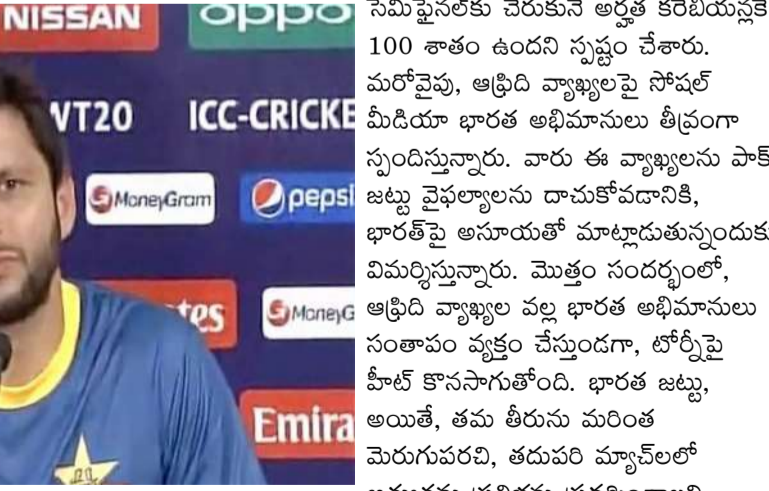 NISSAN
oppo
WT20
ICC-CRICKE
MoneyGram
pepsi
tes
MoneyG
Emira
సెమీఫైనల్‌కు చేరుకునే అర్హత కరేబియన్లకే
100 శాతం ఉందని స్పష్టం చేశారు.
మరోవైపు, ఆఫ్రిది వ్యాఖ్యలపై సోషల్
మీడియా భారత అభిమానులు తీవ్రంగా
స్పందిస్తున్నారు. వారు ఈ వ్యాఖ్యలను పాక్
జట్టు వైఫల్యాలను దాచుకోవడానికి,
భారత్‌పై అసూయతో మాట్లాడుతున్నందుకు
విమర్శిస్తున్నారు. మొత్తం సందర్భంలో,
ఆఫ్రిది వ్యాఖ్యల వల్ల భారత అభిమానులు
సంతాపం వ్యక్తం చేస్తుండగా, టోర్నీపై
హీట్ కొనసాగుతోంది. భారత జట్టు,
అయితే, తమ తీరును మరింత
మెరుగుపరచి, తదుపరి మ్యాచ్‌లలో